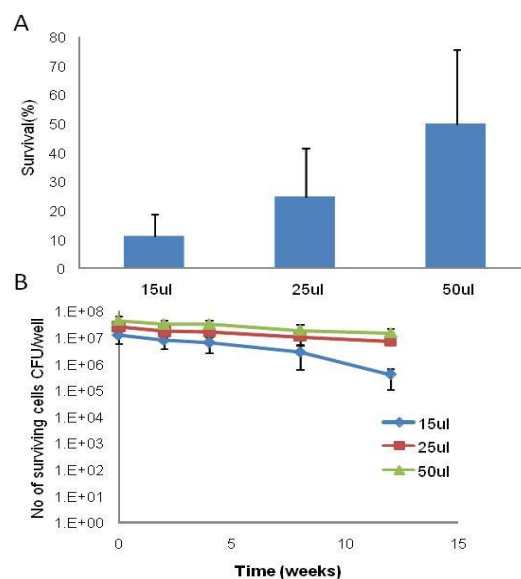 A
80
70
60
50
40
30
20
10
0
Survival(%)
15ul 25ul 50ul
B
1.E+08
1.E+07
1.E+06
1.E+05
1.E+04
1.E+03
1.E+02
1.E+01
1.E+00
No of surviving cells CFU/well
15ul
25ul
50ul
0 5 10 15
Time (weeks)